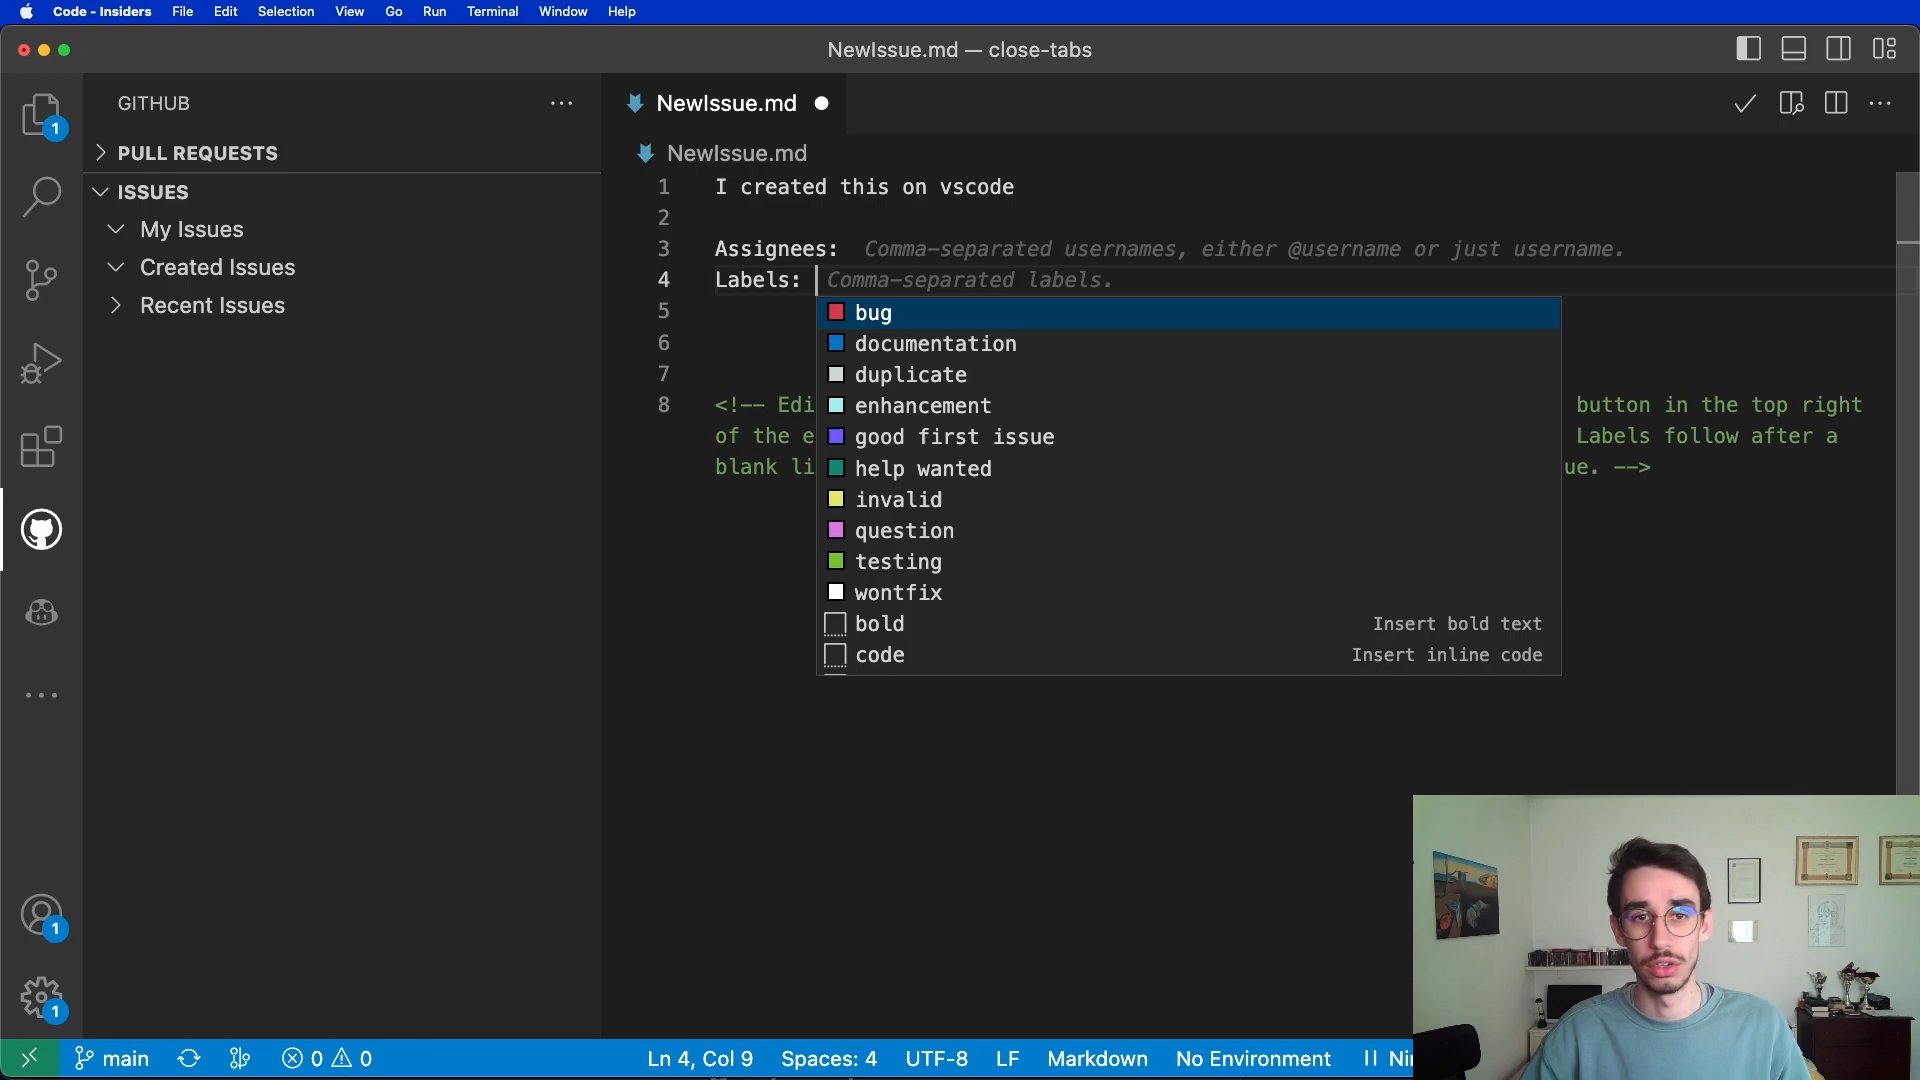 Code - Insiders File Edit Selection View Go Run Terminal Window Help
NewIssue.md — close-tabs
GITHUB
PULL REQUESTS
ISSUES
My Issues
Created Issues
Recent Issues
1
1
1
NewIssue.md
NewIssue.md
1 I created this on vscode
2
3 Assignees: Comma-separated usernames, either @username or just username.
4 Labels: Comma-separated labels.
5
6
7
8 <!-- Edi button in the top right
of the e Labels follow after a
blank li ue. -->
bug
documentation
duplicate
enhancement
good first issue
help wanted
invalid
question
testing
wontfix
bold Insert bold text
code Insert inline code
main 0 0 Ln 4, Col 9 Spaces: 4 UTF-8 LF Markdown No Environment